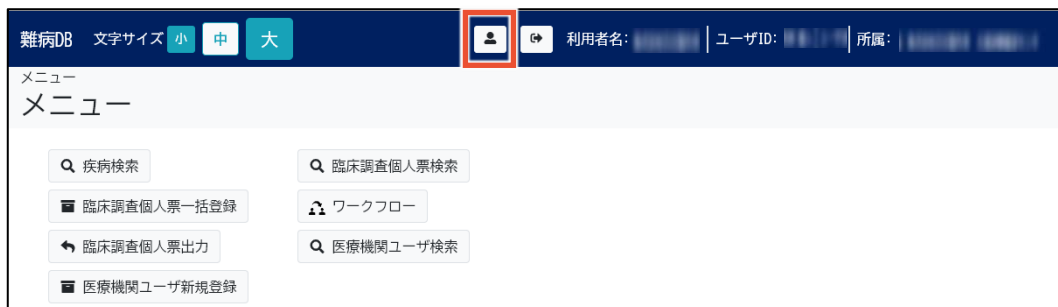 難病DB 文字サイズ 小 中 大 利用者名: ユーザID: 所属:
メニュー
メニュー
疾病検索 臨床調査個人票検索
臨床調査個人票一括登録 ワークフロー
臨床調査個人票出力 医療機関ユーザ検索
医療機関ユーザ新規登録